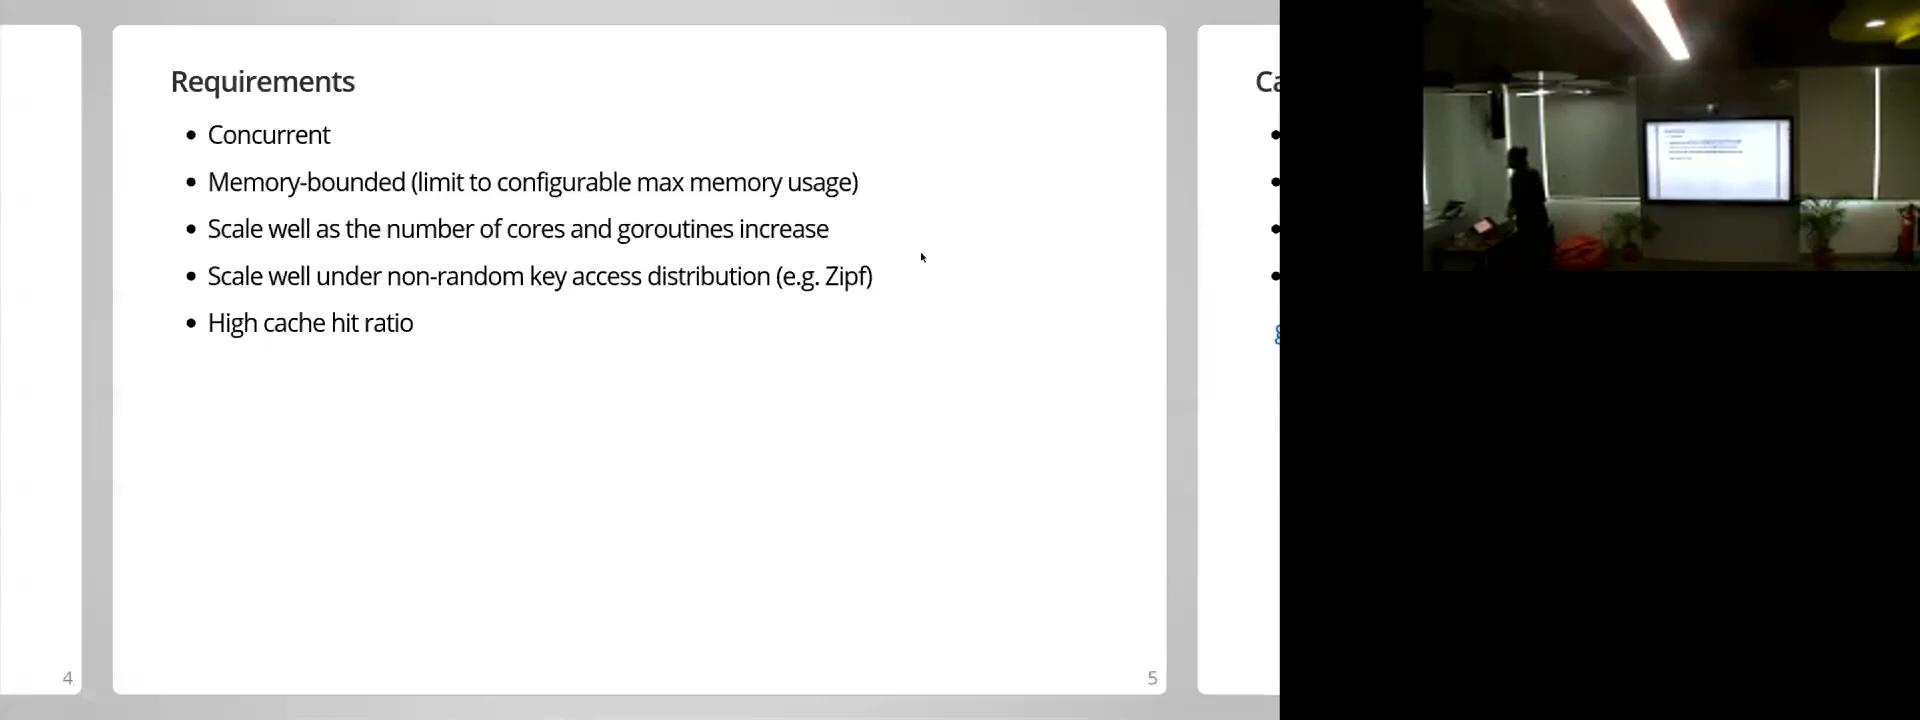 4
Requirements
• Concurrent
• Memory-bounded (limit to configurable max memory usage)
• Scale well as the number of cores and goroutines increase
• Scale well under non-random key access distribution (e.g. Zipf)
• High cache hit ratio
5
Ca